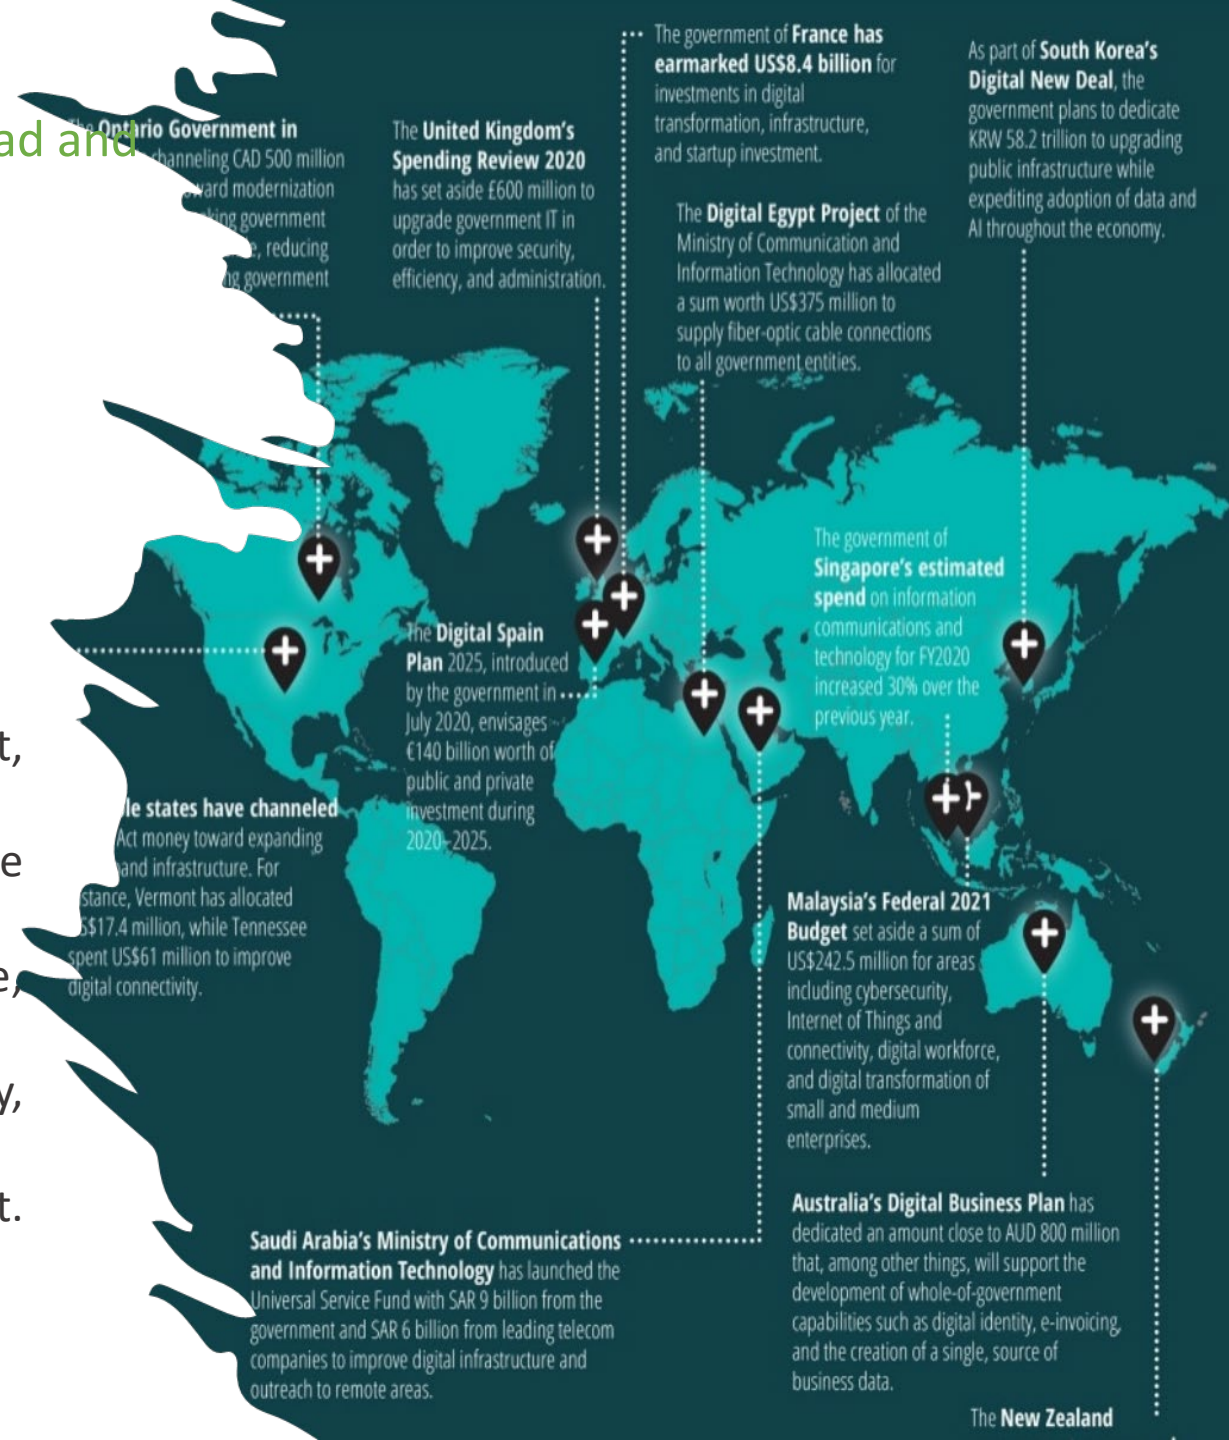 ad and
The Ontario Government in
channeling CAD 500 million
ward modernization
king government
e, reducing
ng government
The United Kingdom's
Spending Review 2020
has set aside £600 million to
upgrade government IT in
order to improve security,
efficiency, and administration.
The government of France has
earmarked US$8.4 billion for
investments in digital
transformation, infrastructure,
and startup investment.
The Digital Egypt Project of the
Ministry of Communication and
Information Technology has allocated
a sum worth US$375 million to
supply fiber-optic cable connections
to all government entities.
As part of South Korea's
Digital New Deal, the
government plans to dedicate
KRW 58.2 trillion to upgrading
public infrastructure while
expediting adoption of data and
AI throughout the economy.
The government of
Singapore's estimated
spend on information
communications and
technology for FY2020
increased 30% over the
previous year.
The Digital Spain
Plan 2025, introduced
by the government in
July 2020, envisages
€140 billion worth of
public and private
investment during
2020–2025.
t,
e
e,
y,
t.
le states have channeled
Act money toward expanding
and infrastructure. For
stance, Vermont has allocated
S$17.4 million, while Tennessee
spent US$61 million to improve
digital connectivity.
Malaysia's Federal 2021
Budget set aside a sum of
US$242.5 million for areas
including cybersecurity,
Internet of Things and
connectivity, digital workforce,
and digital transformation of
small and medium
enterprises.
Saudi Arabia's Ministry of Communications
and Information Technology has launched the
Universal Service Fund with SAR 9 billion from the
government and SAR 6 billion from leading telecom
companies to improve digital infrastructure and
outreach to remote areas.
Australia's Digital Business Plan has
dedicated an amount close to AUD 800 million
that, among other things, will support the
development of whole-of-government
capabilities such as digital identity, e-invoicing,
and the creation of a single, source of
business data.
The New Zealand